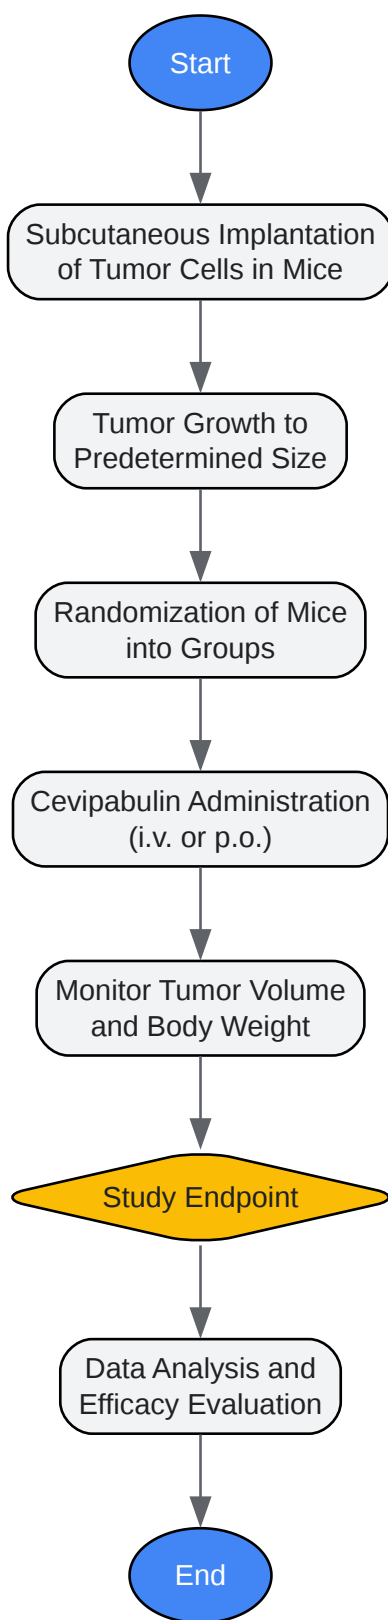 Start
Subcutaneous Implantation
of Tumor Cells in Mice
Tumor Growth to
Predetermined Size
Randomization of Mice
into Groups
Cevipabulin Administration
(i.v. or p.o.)
Monitor Tumor Volume
and Body Weight
Study Endpoint
Data Analysis and
Efficacy Evaluation
End